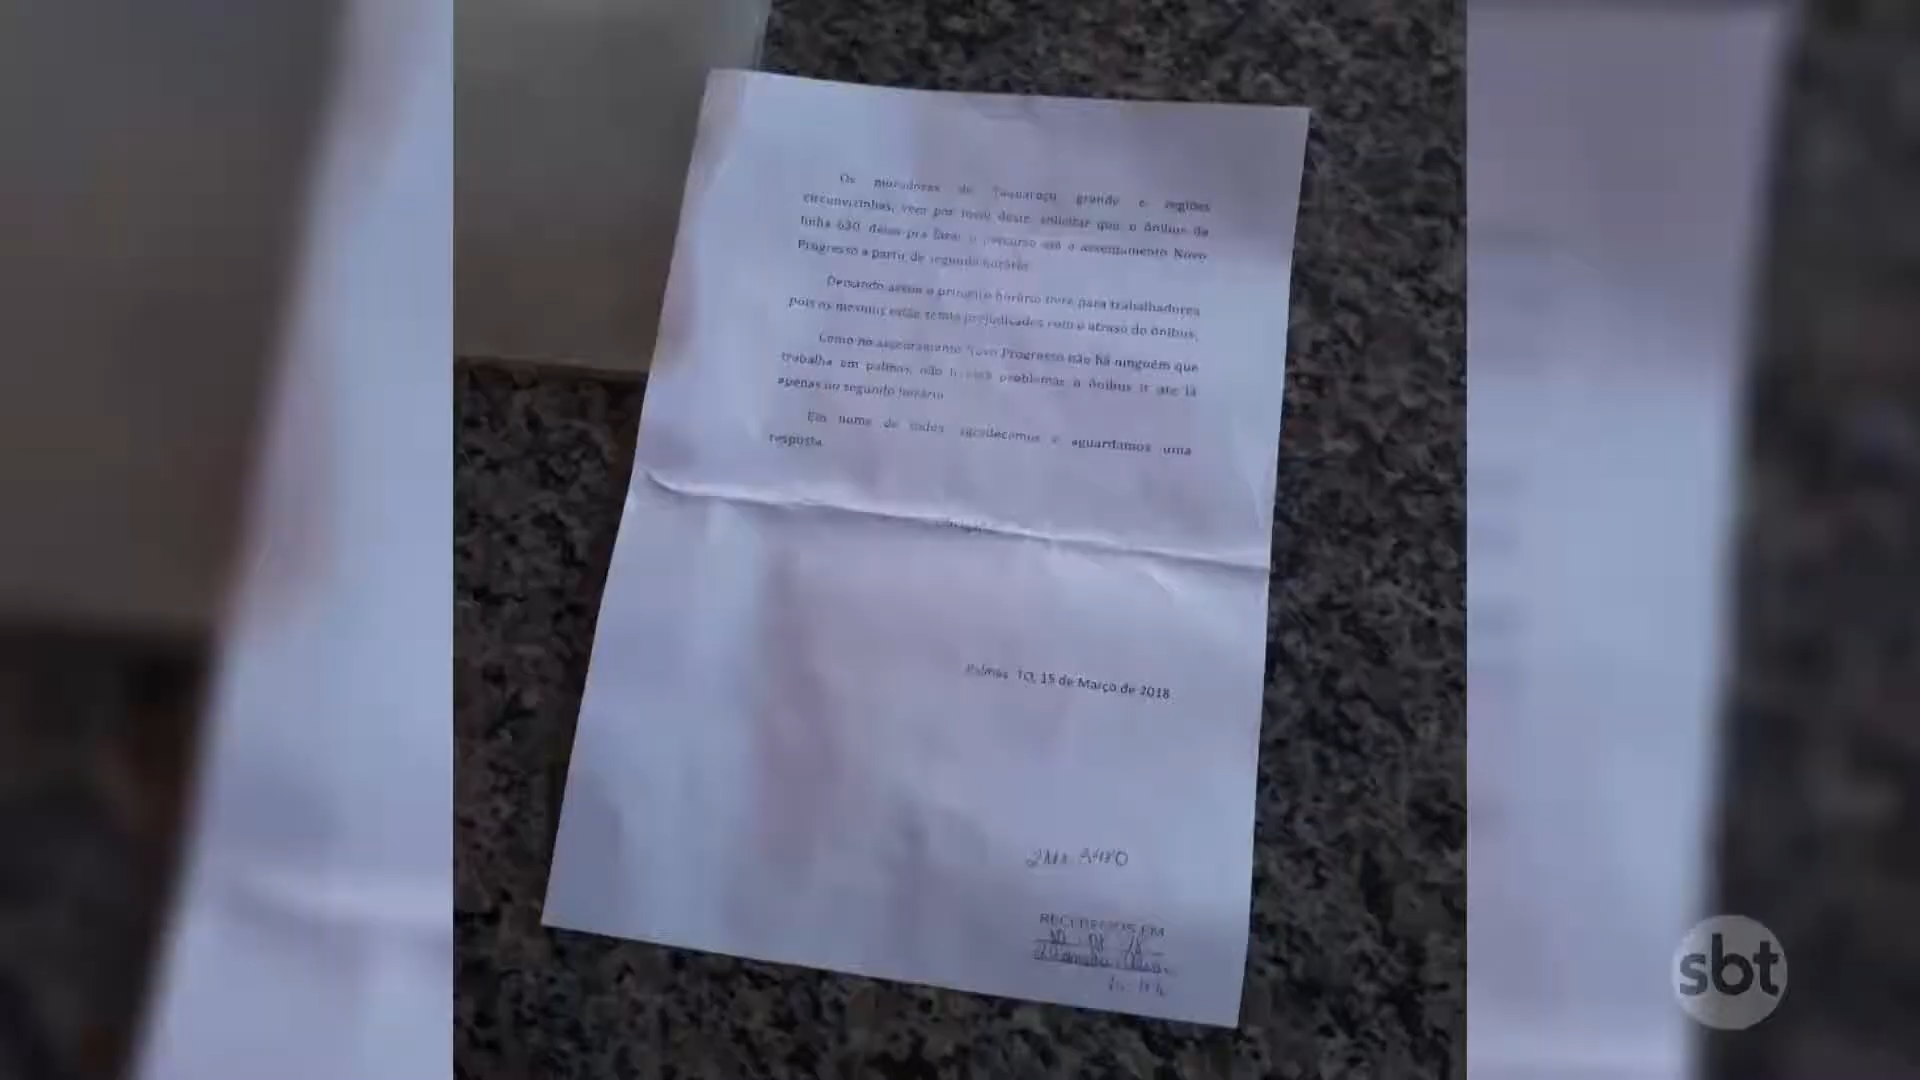 Os moradores de Taquaruçu grande e regiões
circunvizinhas, vem por meio deste, solicitar que o ônibus da
linha 630 deixe pra fazer o percurso até o assentamento Novo
Progresso a partir de segundo horário
Deixando assim o primeiro horário livre para trabalhadores
pois os mesmos estão sendo prejudicados com o atraso do ônibus.
Como no assentamento Novo Progresso não há ninguém que
trabalha em palmas, não haverá problemas o ônibus ir até lá
apenas no segundo horário
Em nome de todos agradecemos e aguardamos uma
resposta.
Palmas TO, 15 de Março de 2018
RECEBEMOS EM
sbt